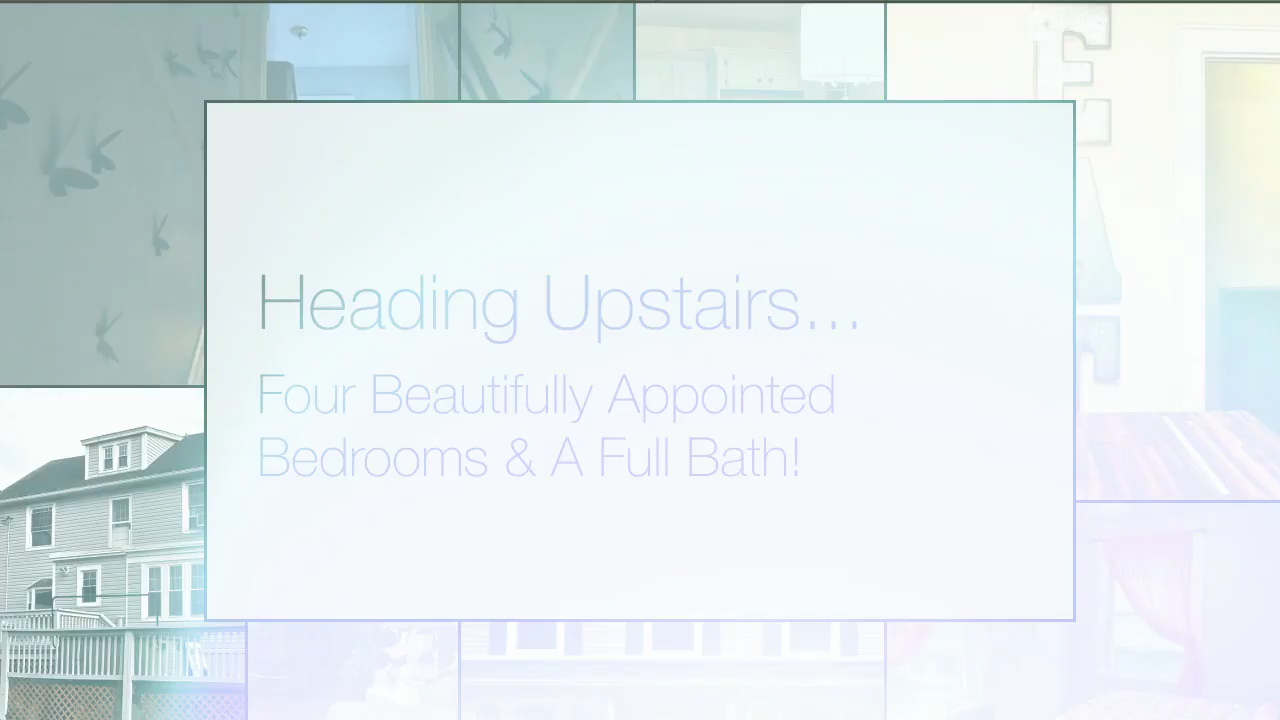 Heading Upstairs...
Four Beautifully Appointed
Bedrooms & A Full Bath!